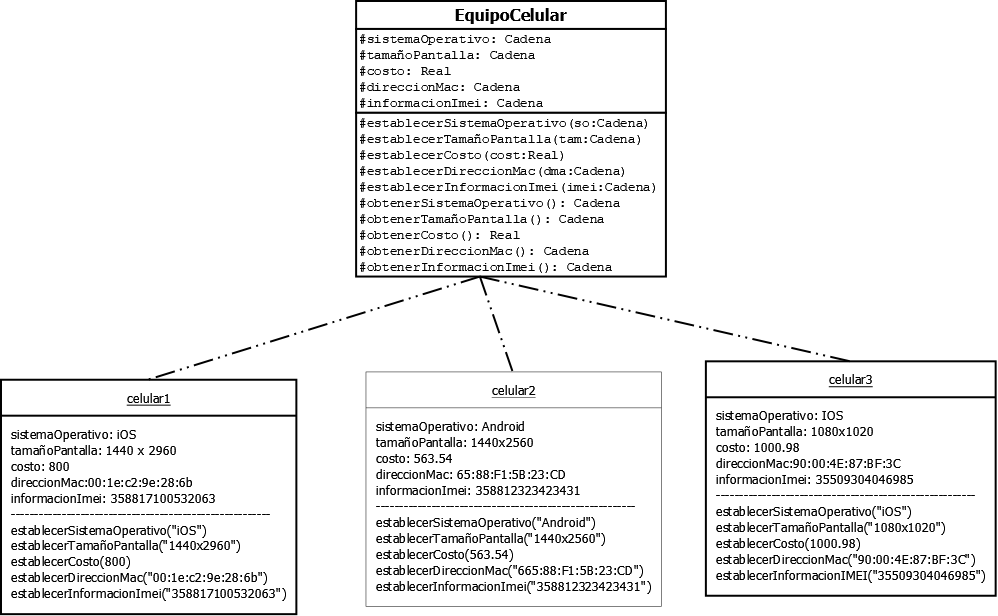 EquipoCelular
#sistemaOperativo: Cadena
#tamañoPantalla: Cadena
#costo: Real
#direccionMac: Cadena
#informacionImei: Cadena
#establecerSistemaOperativo(so:Cadena)
#establecerTamañoPantalla(tam:Cadena)
#establecerCosto(cost:Real)
#establecerDireccionMac(dma:Cadena)
#establecerInformacionImei(imei:Cadena)
#obtenerSistemaOperativo(): Cadena
#obtenerTamañoPantalla(): Cadena
#obtenerCosto(): Real
#obtenerDireccionMac(): Cadena
#obtenerInformacionImei(): Cadena
celular1
sistemaOperativo: iOS
tamañoPantalla: 1440 x 2960
costo: 800
direccionMac:00:1e:c2:9e:28:6b
informacionImei: 358817100532063
establecerSistemaOperativo("iOS")
establecerTamañoPantalla("1440x2960")
establecerCosto(800)
establecerDireccionMac("00:1e:c2:9e:28:6b")
establecerInformacionImei("358817100532063")
celular2
sistemaOperativo: Android
tamañoPantalla: 1440x2560
costo: 563.54
direccionMac: 65:88:F1:5B:23:CD
informacionImei: 358812323423431
establecerSistemaOperativo("Android")
establecerTamañoPantalla("1440x2560")
establecerCosto(563.54)
establecerDireccionMac("665:88:F1:5B:23:CD")
establecerInformacionImei("358812323423431")
celular3
sistemaOperativo: IOS
tamañoPantalla: 1080x1020
costo: 1000.98
direccionMac:90:00:4E:87:BF:3C
informacionImei: 35509304046985
establecerSistemaOperativo("iOS")
establecerTamañoPantalla("1080x1020")
establecerCosto(1000.98)
establecerDireccionMac("90:00:4E:87:BF:3C")
establecerInformacionIMEI("35509304046985")